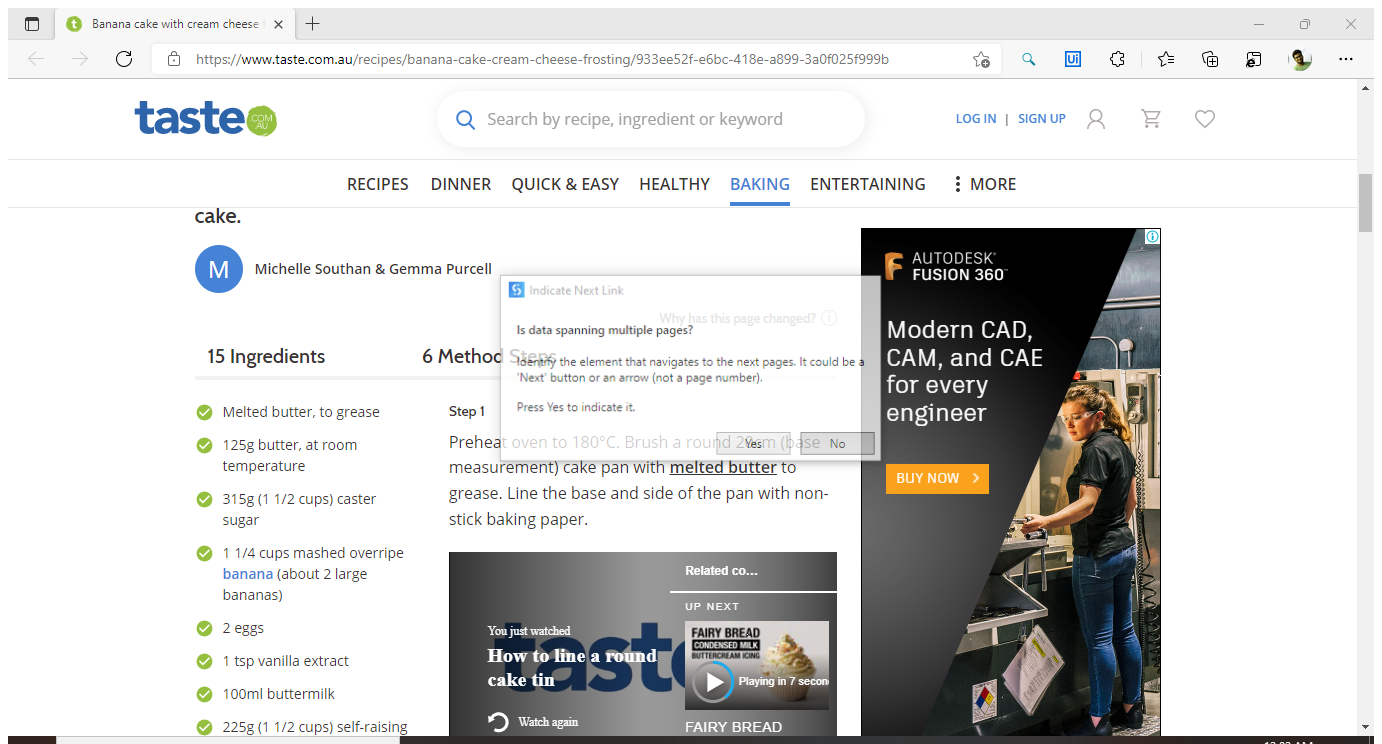 Banana cake with cream cheese
https://www.taste.com.au/recipes/banana-cake-cream-cheese-frosting/933ee52f-e6bc-418e-a899-3a0f025f999b
Ui
taste
.COM
AU
Search by recipe, ingredient or keyword
LOG IN | SIGN UP
RECIPES DINNER QUICK & EASY HEALTHY BAKING ENTERTAINING MORE
cake.
M
Michelle Southan & Gemma Purcell
Indicate Next Link
Why has this page changed?
Is data spanning multiple pages?
15 Ingredients
6 Method Steps
Identify the element that navigates to the next pages. It could be a
'Next' button or an arrow (not a page number).
Press Yes to indicate it.
Yes
No
Melted butter, to grease
125g butter, at room
temperature
315g (1 1/2 cups) caster
sugar
1 1/4 cups mashed overripe
banana (about 2 large
bananas)
2 eggs
1 tsp vanilla extract
100ml buttermilk
225g (1 1/2 cups) self-raising
Step 1
Preheat oven to 180°C. Brush a round 20cm (base
measurement) cake pan with melted butter to
grease. Line the base and side of the pan with non-
stick baking paper.
Related co...
UP NEXT
You just watched
How to line a round
cake tin
Watch again
taste
FAIRY BREAD
CONDENSED MILK
BUTTERCREAM ICING
Playing in 7 secon
FAIRY BREAD
AUTODESK®
FUSION 360™
Modern CAD,
CAM, and CAE
for every
engineer
BUY NOW